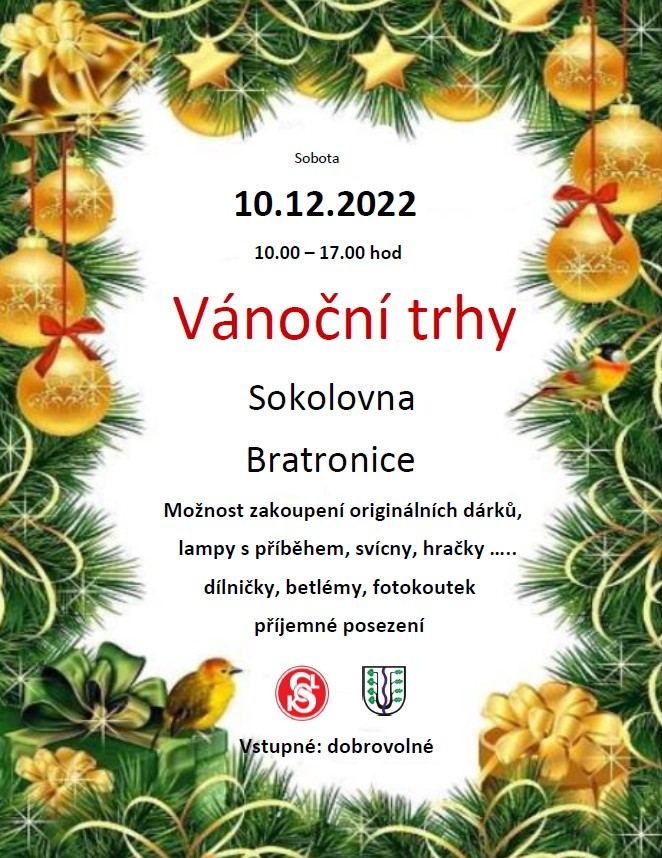 Sobota
10.12.2022
10.00 – 17.00 hod
Vánoční trhy
Sokolovna
Bratronice
Možnost zakoupení originálních dárků,
lampy s příběhem, svícny, hračky …..
dílničky, betlémy, fotokoutek
příjemné posezení
SOKOL
Vstupné: dobrovolné